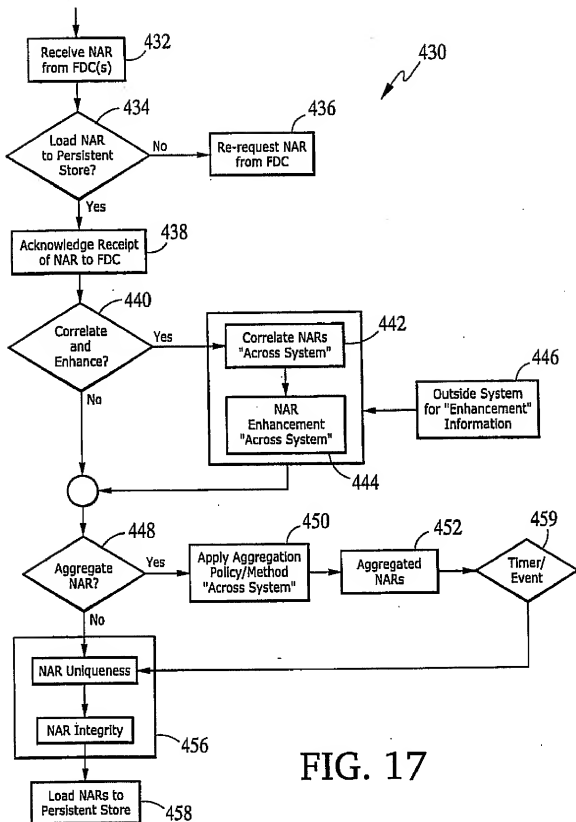 432
Receive NAR
from FDC(s)
430
434
Load NAR
to Persistent
Store?
No
436
Re-request NAR
from FDC
Yes
438
Acknowledge Receipt
of NAR to FDC
440
Correlate
and
Enhance?
Yes
No
442
Correlate NARs
"Across System"
NAR
Enhancement
"Across System"
444
446
Outside System
for "Enhancement"
Information
448
Aggregate
NAR?
Yes
No
450
Apply Aggregation
Policy/Method
"Across System"
452
Aggregated
NARs
459
Timer/
Event
NAR Uniqueness
NAR Integrity
456
Load NARs to
Persistent Store
458
FIG. 17